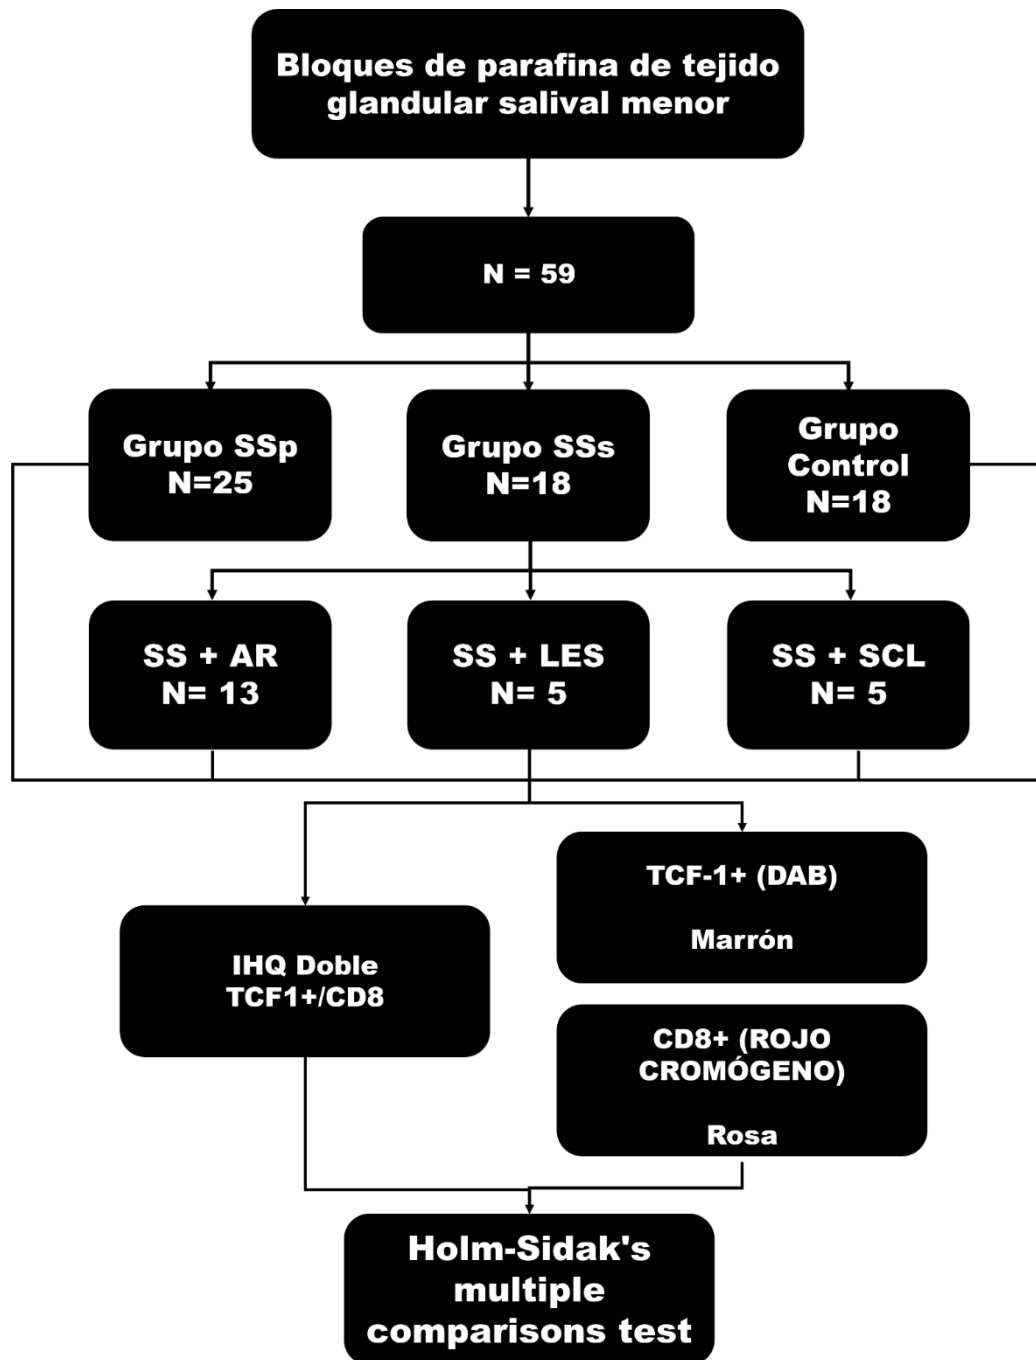 Bloques de parafina de tejido
glandular salival menor
N = 59
Grupo SSp
N=25
Grupo SSs
N=18
Grupo
Control
N=18
SS + AR
N= 13
SS + LES
N= 5
SS + SCL
N= 5
IHQ Doble
TCF1+/CD8
TCF-1+ (DAB)
Marrón
CD8+ (ROJO
CROMÓGENO)
Rosa
Holm-Sidak's
multiple
comparisons test